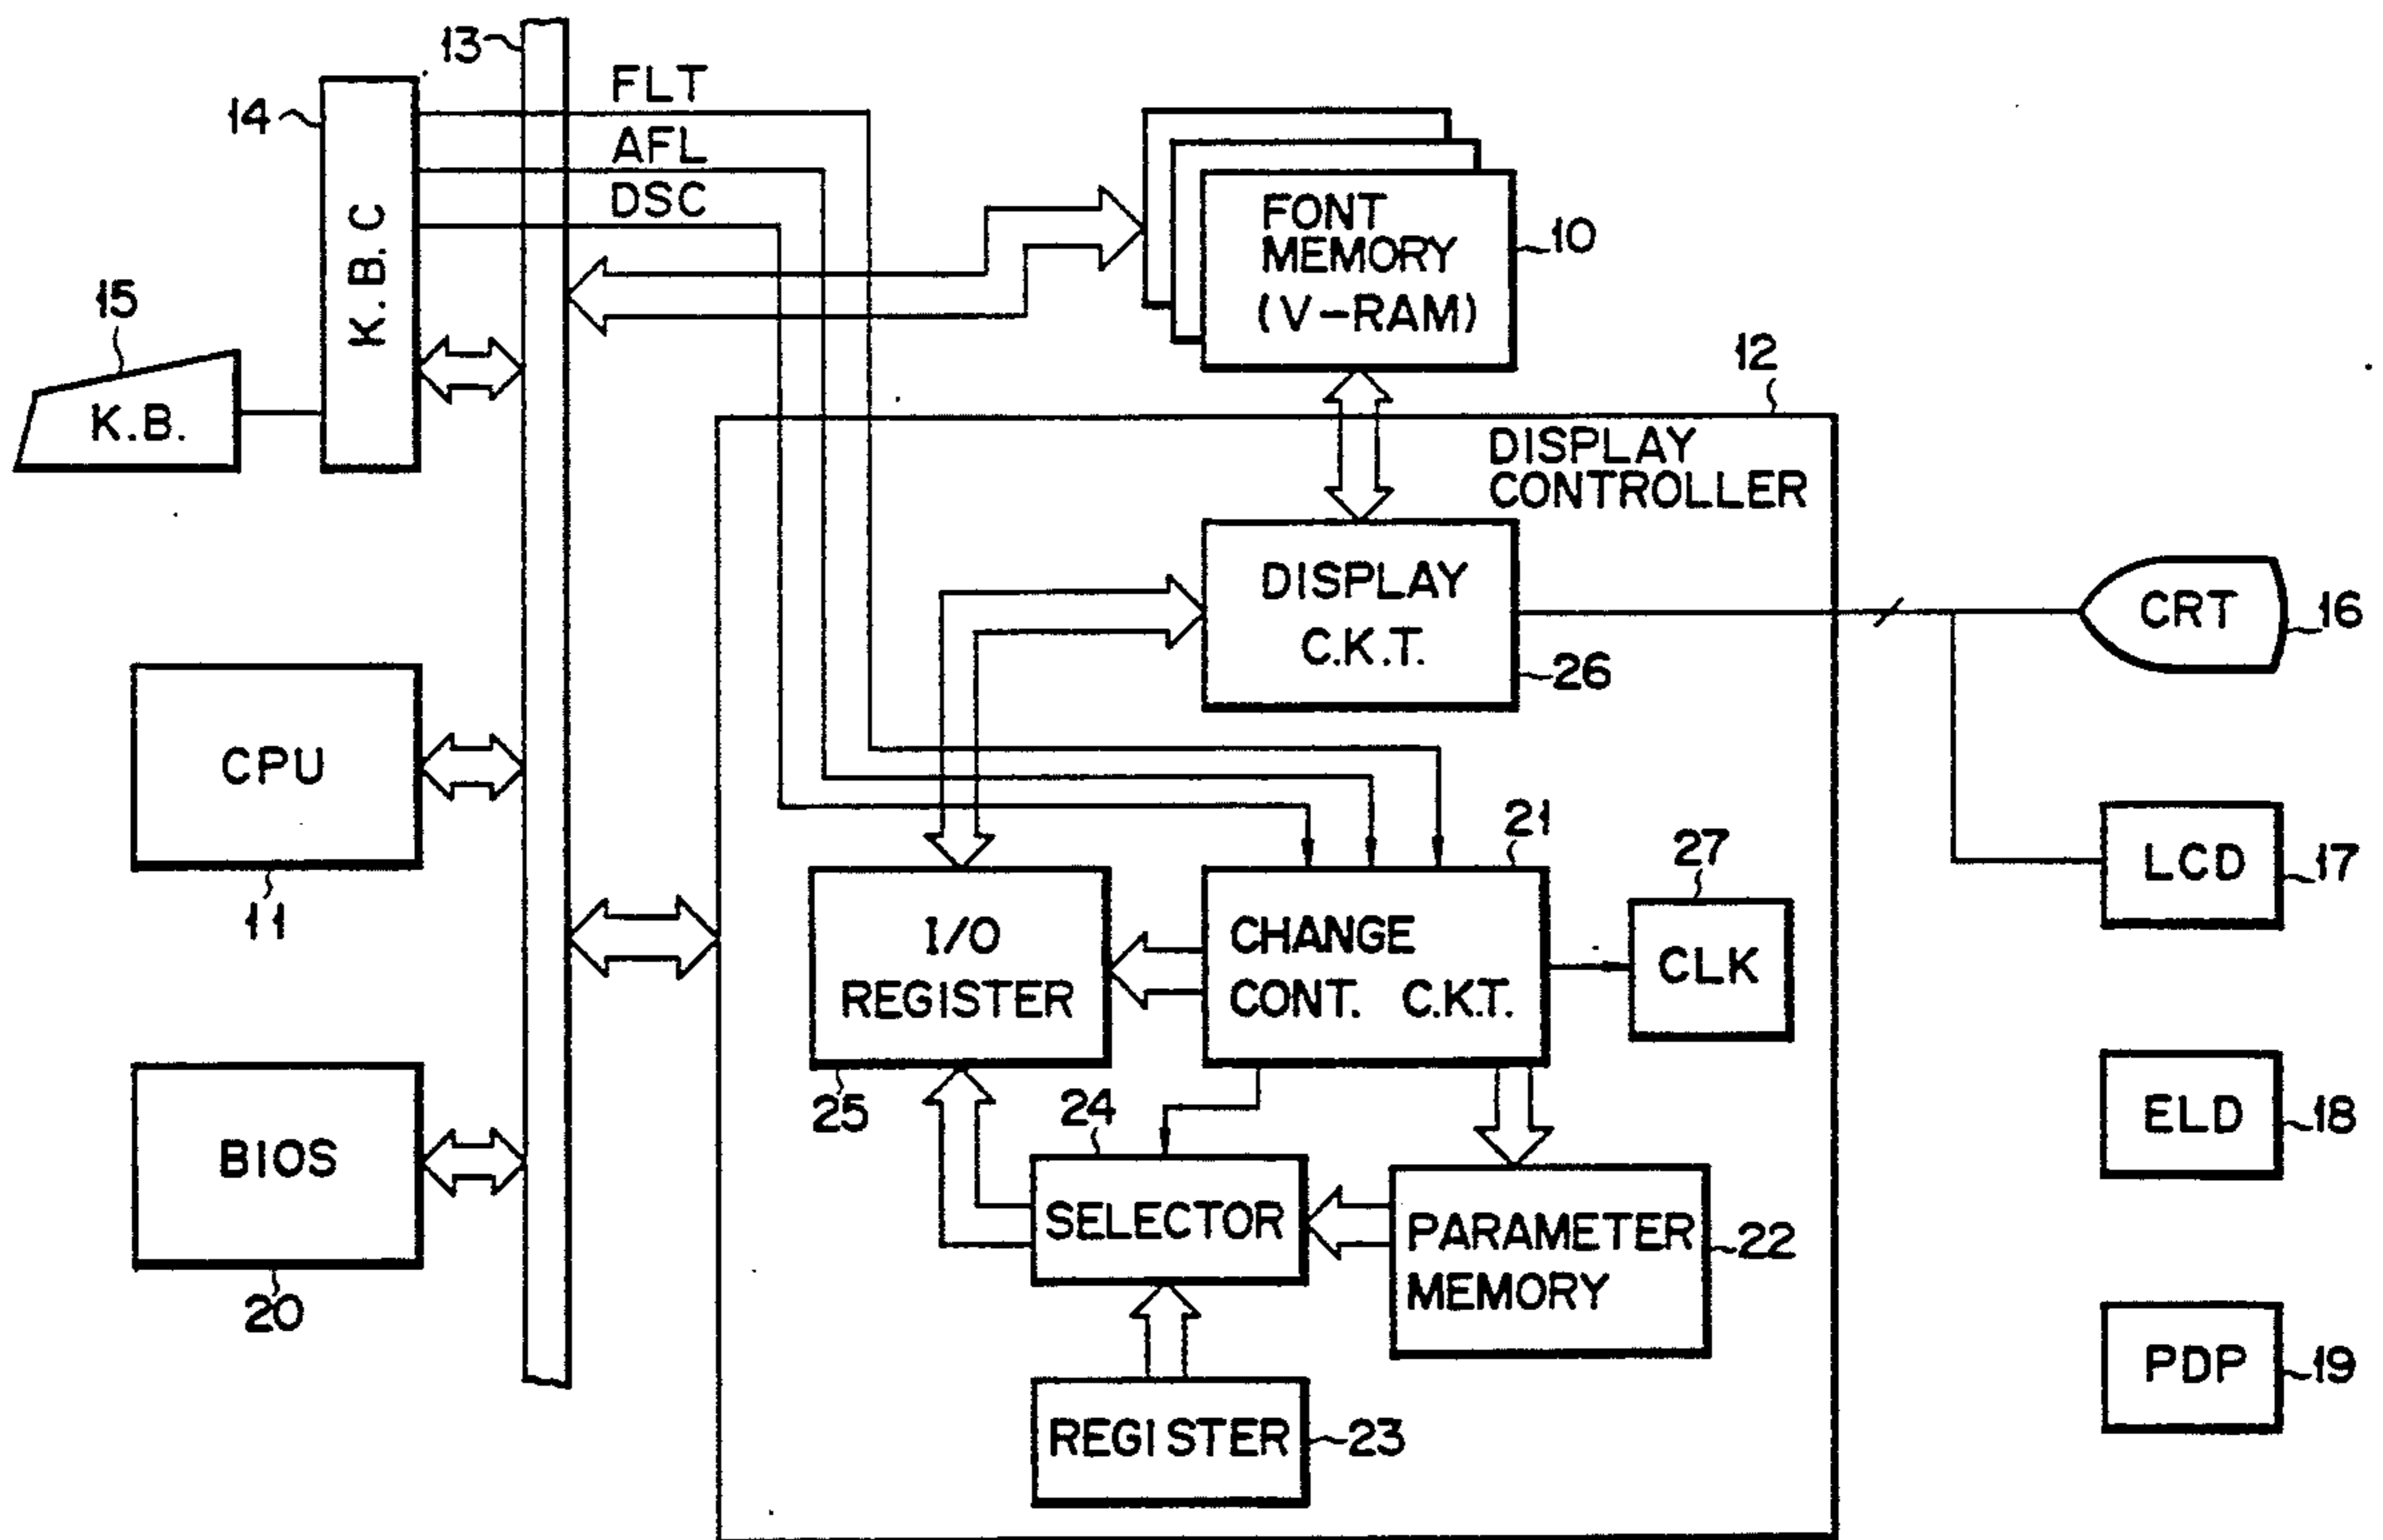 13
14
FLT
AFL
DSC
K.B.C
15
K.B.
FONT
MEMORY
(V-RAM)
10
12
DISPLAY
CONTROLLER
DISPLAY
C.K.T.
26
CRT
16
CPU
11
21
27
LCD
17
I/O
REGISTER
25
CHANGE
CONT. C.K.T.
CLK
BIOS
20
24
SELECTOR
PARAMETER
MEMORY
22
ELD
18
REGISTER
23
PDP
19